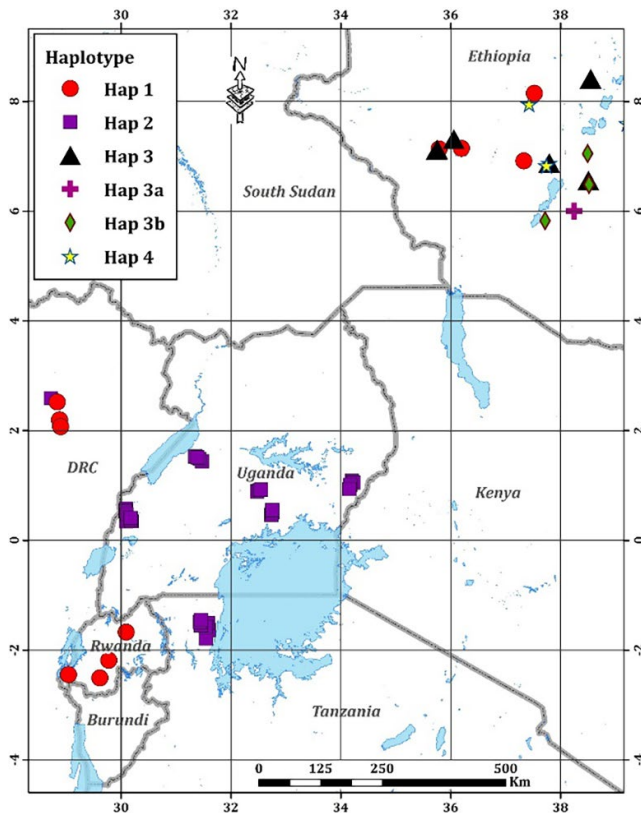 30 32 34 36 38
Haplotype
Hap 1
Hap 2
Hap 3
Hap 3a
Hap 3b
Hap 4
N
Ethiopia
South Sudan
DRC
Uganda
Kenya
Rwanda
Burundi
Tanzania
8 8
6 6
4 4
2 2
0 0
-2 -2
-4 -4
0 125 250 500
Km
30 32 34 36 38